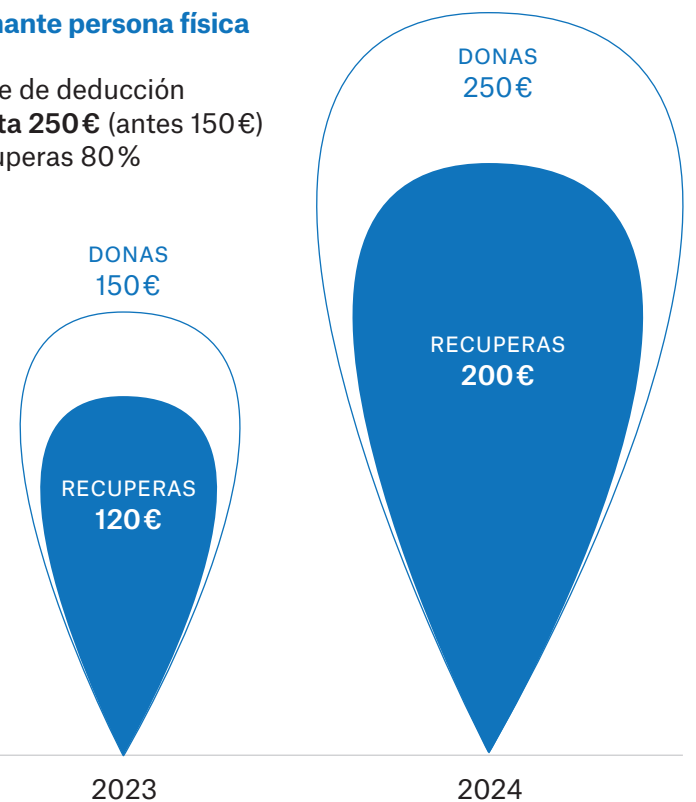 nante persona física
e de deducción
ta 250€ (antes 150€)
uperas 80%
DONAS
250€
DONAS
150€
RECUPERAS
200€
RECUPERAS
120€
2023
2024